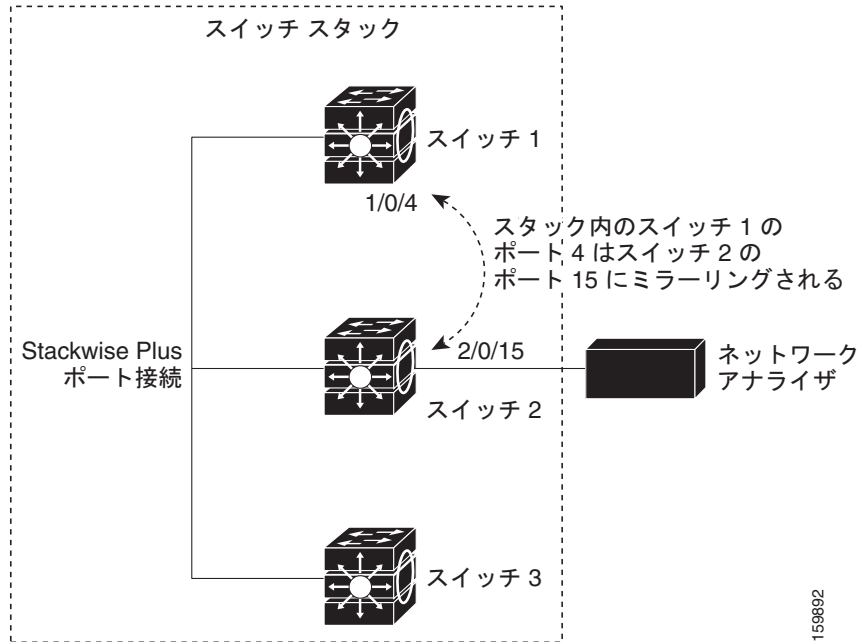 スイッチ スタック
スイッチ 1
1/0/4
スタック内のスイッチ 1 の
ポート 4 はスイッチ 2 の
ポート 15 にミラーリングされる
Stackwise Plus
ポート接続
2/0/15
スイッチ 2
ネットワーク
アナライザ
スイッチ 3
159892